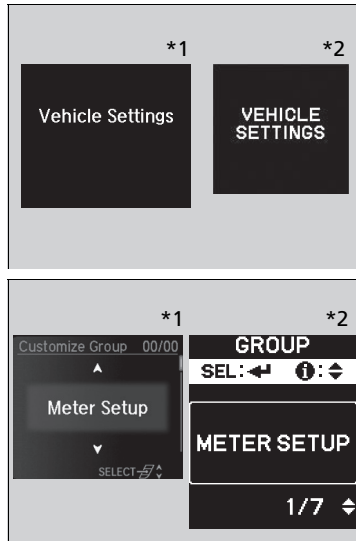 *1 *2
Vehicle Settings
VEHICLE
SETTINGS
*1 *2
Customize Group 00/00
Meter Setup
SELECT
GROUP
SEL: :
METER SETUP
1/7